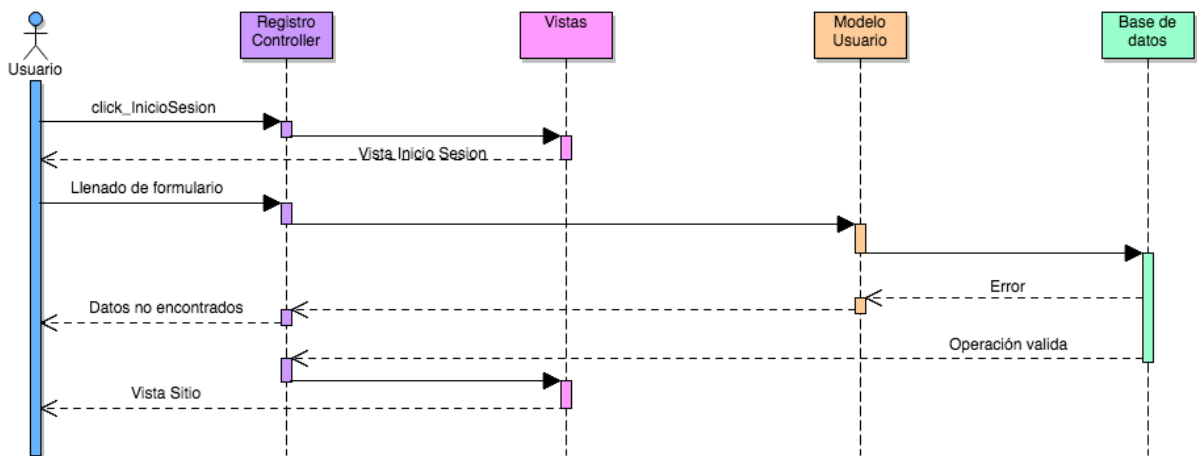 Usuario
Registro
Controller
Vistas
Modelo
Usuario
Base de
datos
click_InicioSesion
Vista Inicio Sesion
Llenado de formulario
Error
Datos no encontrados
Operación valida
Vista Sitio